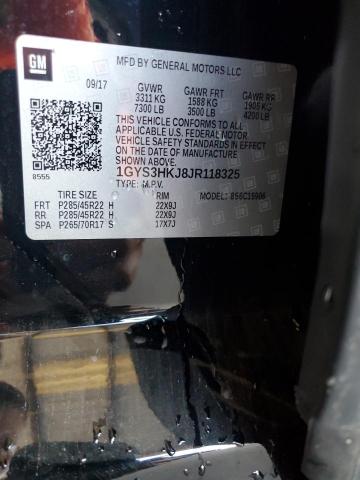 GM
MFD BY GENERAL MOTORS LLC
09/17 GVWR GAWR FRT GAWR RR
3311 KG 1588 KG 1905 KG
7300 LB 3500 LB 4200 LB
THIS VEHICLE CONFORMS TO ALL
APPLICABLE U.S. FEDERAL MOTOR
VEHICLE SAFETY STANDARDS IN EFFECT
ON THE DATE OF MANUFACTURE
SHOWN ABOVE.
8555 1GYS3HKJ8JR118325
TYPE: M.P.V.
TIRE SIZE RIM MODEL: 856C15906
FRT P285/45R22 H 22X9J
RR P285/45R22 H 22X9J
SPA P265/70R17 S 17X7J